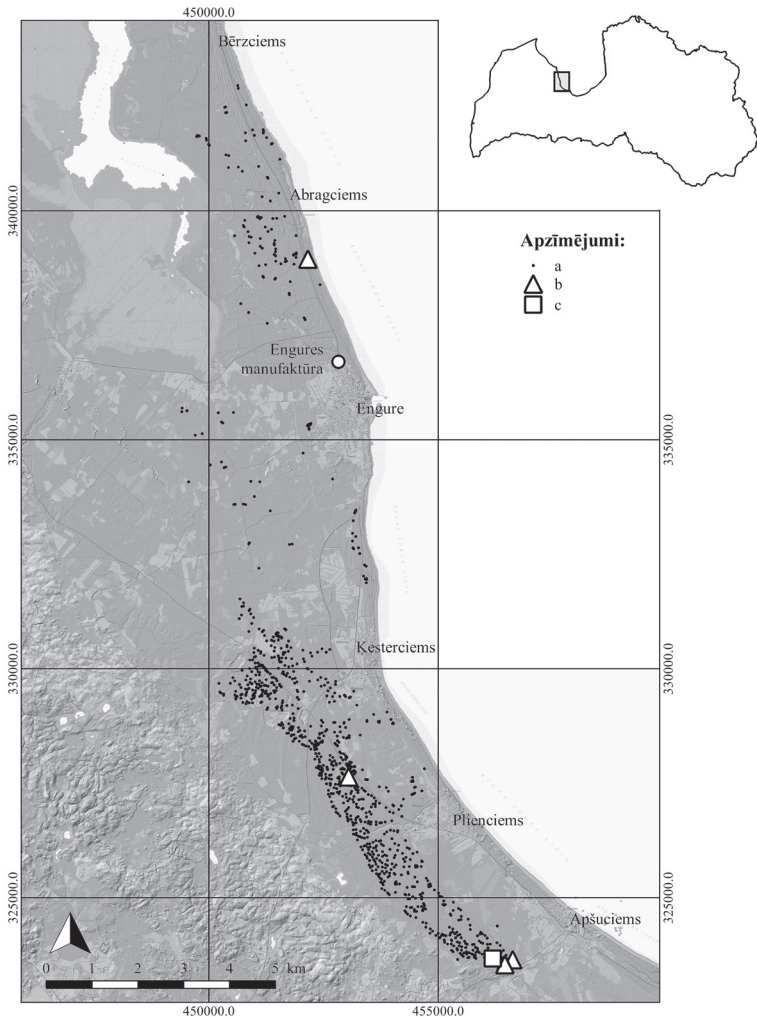 450000.0
Bērzciems
Abragciems
340000.0
Apzīmējumi:
a
b
c
Engures
manufaktūra
Engure
335000.0
335000.0
Ķesterciems
330000.0
330000.0
Plienciems
325000.0
325000.0
Apšuciems
0 1 2 3 4 5 km
450000.0
455000.0